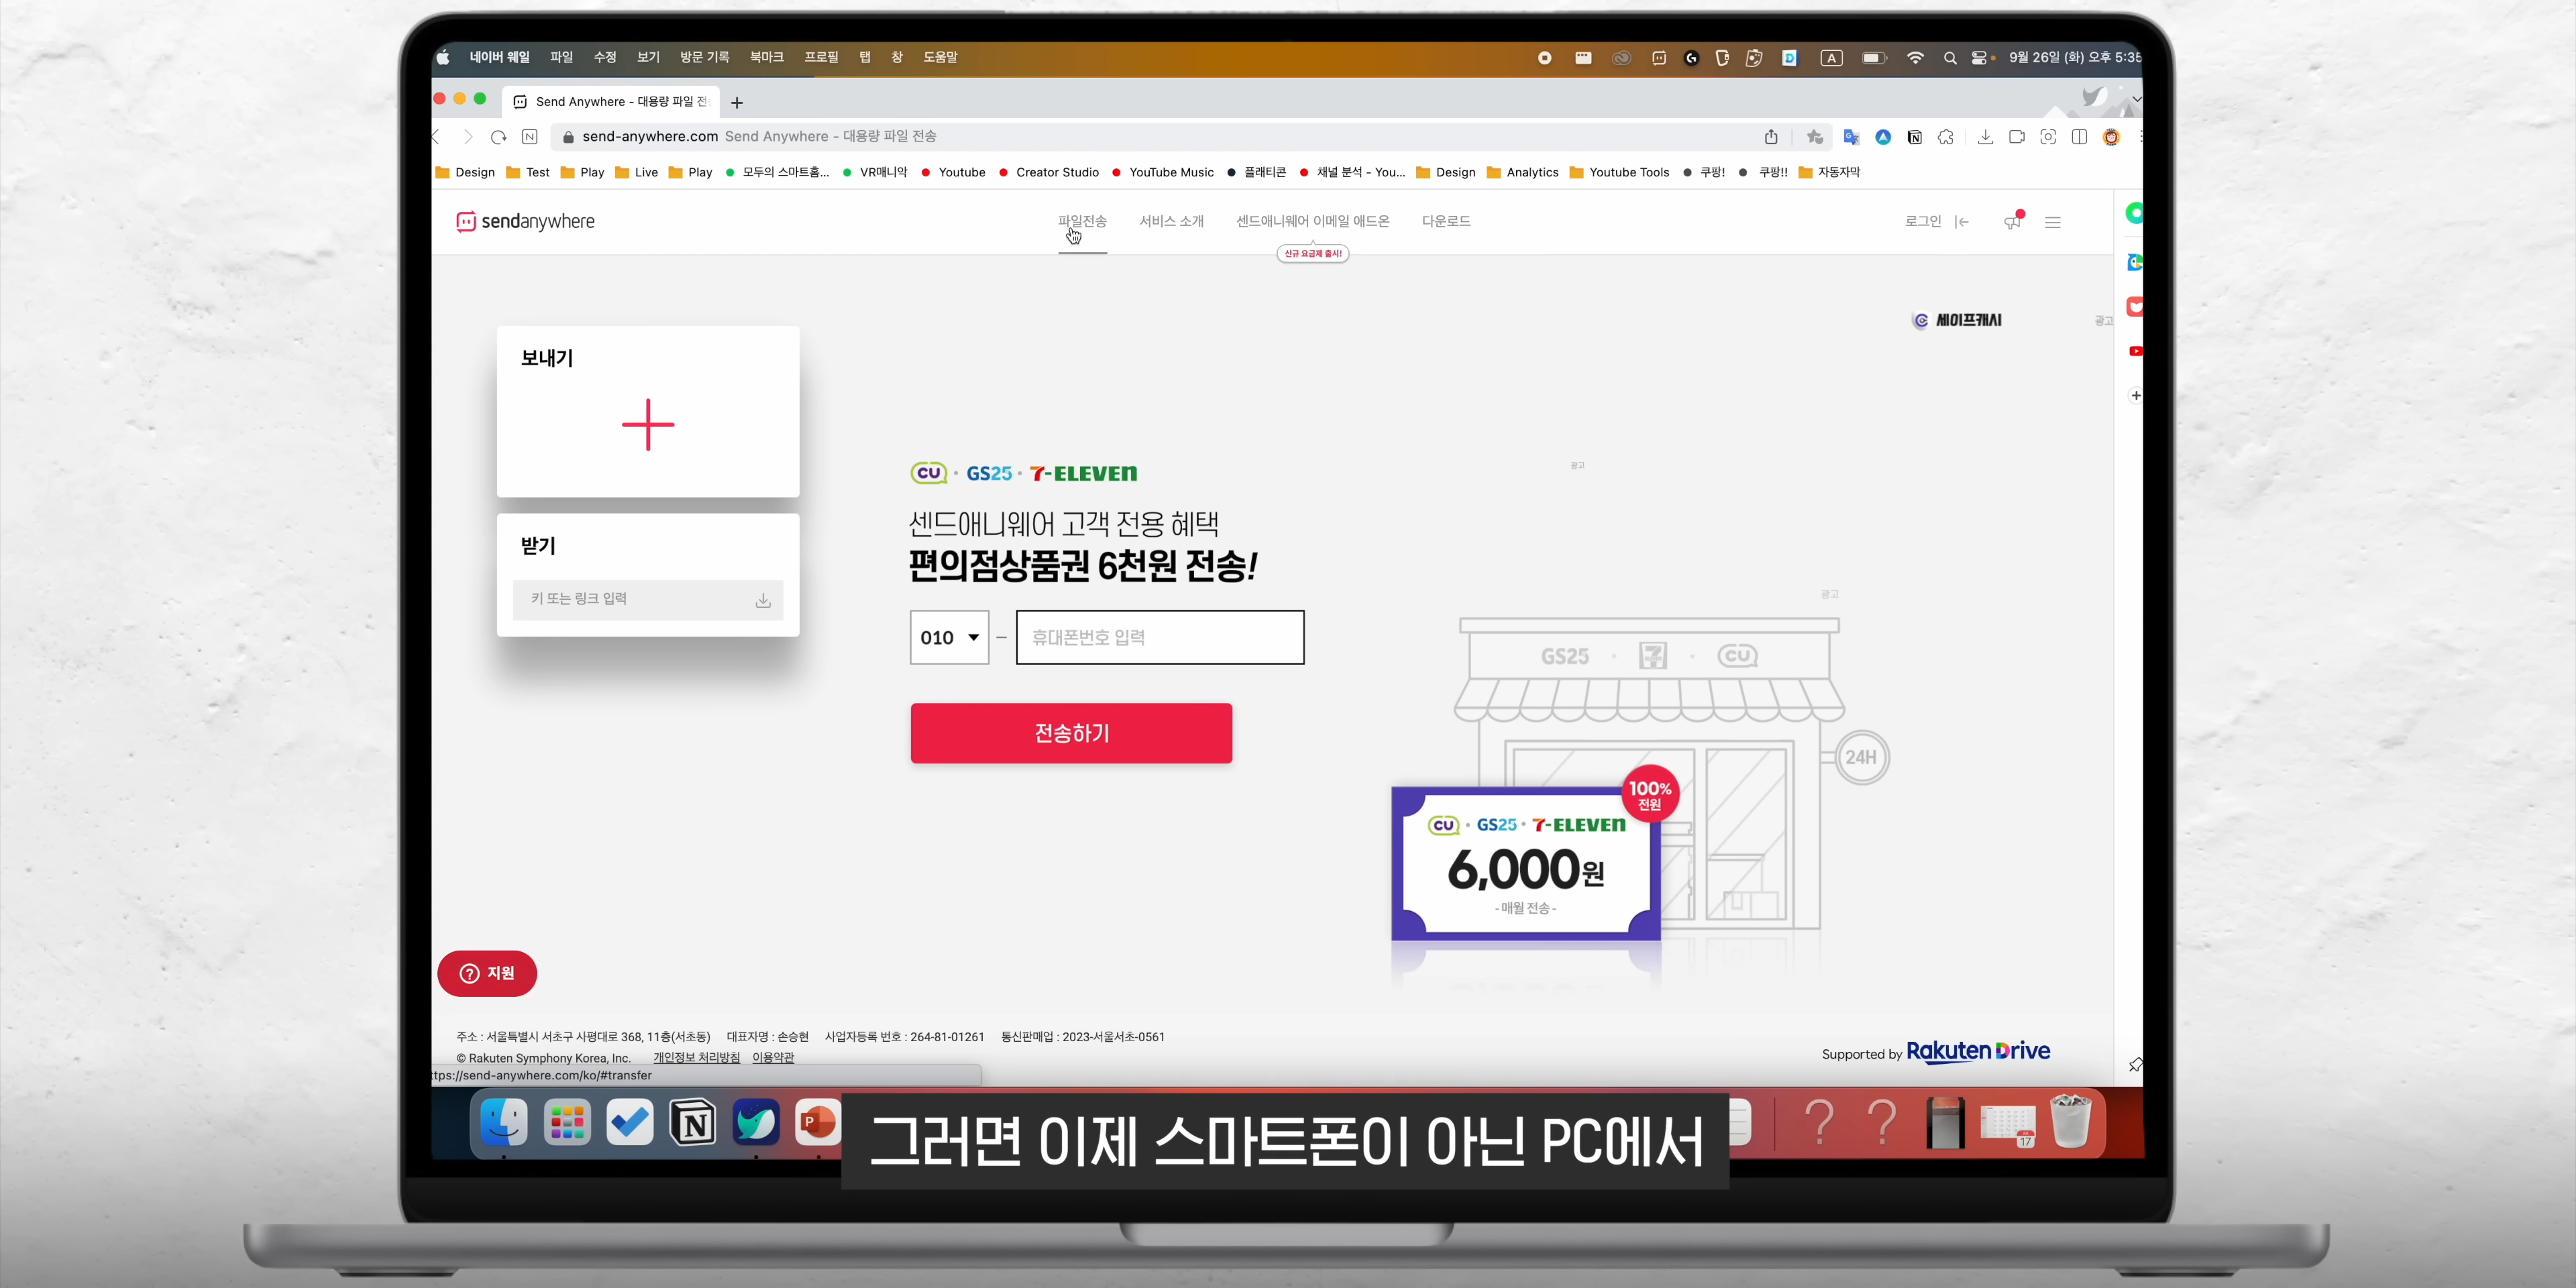 네이버 웨일 파일 수정 보기 방문 기록 북마크 프로필 탭 창 도움말
A
9월 26일 (화) 오후 5:35
Send Anywhere - 대용량 파일 전
send-anywhere.com Send Anywhere - 대용량 파일 전송
Design Test Play Live Play 모두의 스마트홈... VR매니악 Youtube Creator Studio YouTube Music 플래티콘 채널 분석 - You... Design Analytics Youtube Tools 쿠팡! 쿠팡!! 자동자막
sendanywhere
파일전송 서비스 소개 센드애니웨어 이메일 애드온 다운로드
로그인
신규 요금제 출시!
세이프캐시
광고
보내기
받기
키 또는 링크 입력
CU · GS25 · 7-ELEVEN
광고
센드애니웨어 고객 전용 혜택
편의점상품권 6천원 전송!
010 – 휴대폰번호 입력
전송하기
광고
GS25 · 7 · CU
24H
100%
전원
CU · GS25 · 7-ELEVEN
6,000원
- 매월 전송 -
지원
주소 : 서울특별시 서초구 사평대로 368, 11층(서초동) 대표자명 : 손승현 사업자등록 번호 : 264-81-01261 통신판매업 : 2023-서울서초-0561
© Rakuten Symphony Korea, Inc. 개인정보 처리방침 이용약관
Supported by Rakuten Drive
tps://send-anywhere.com/ko/#transfer
17
그러면 이제 스마트폰이 아닌 PC에서